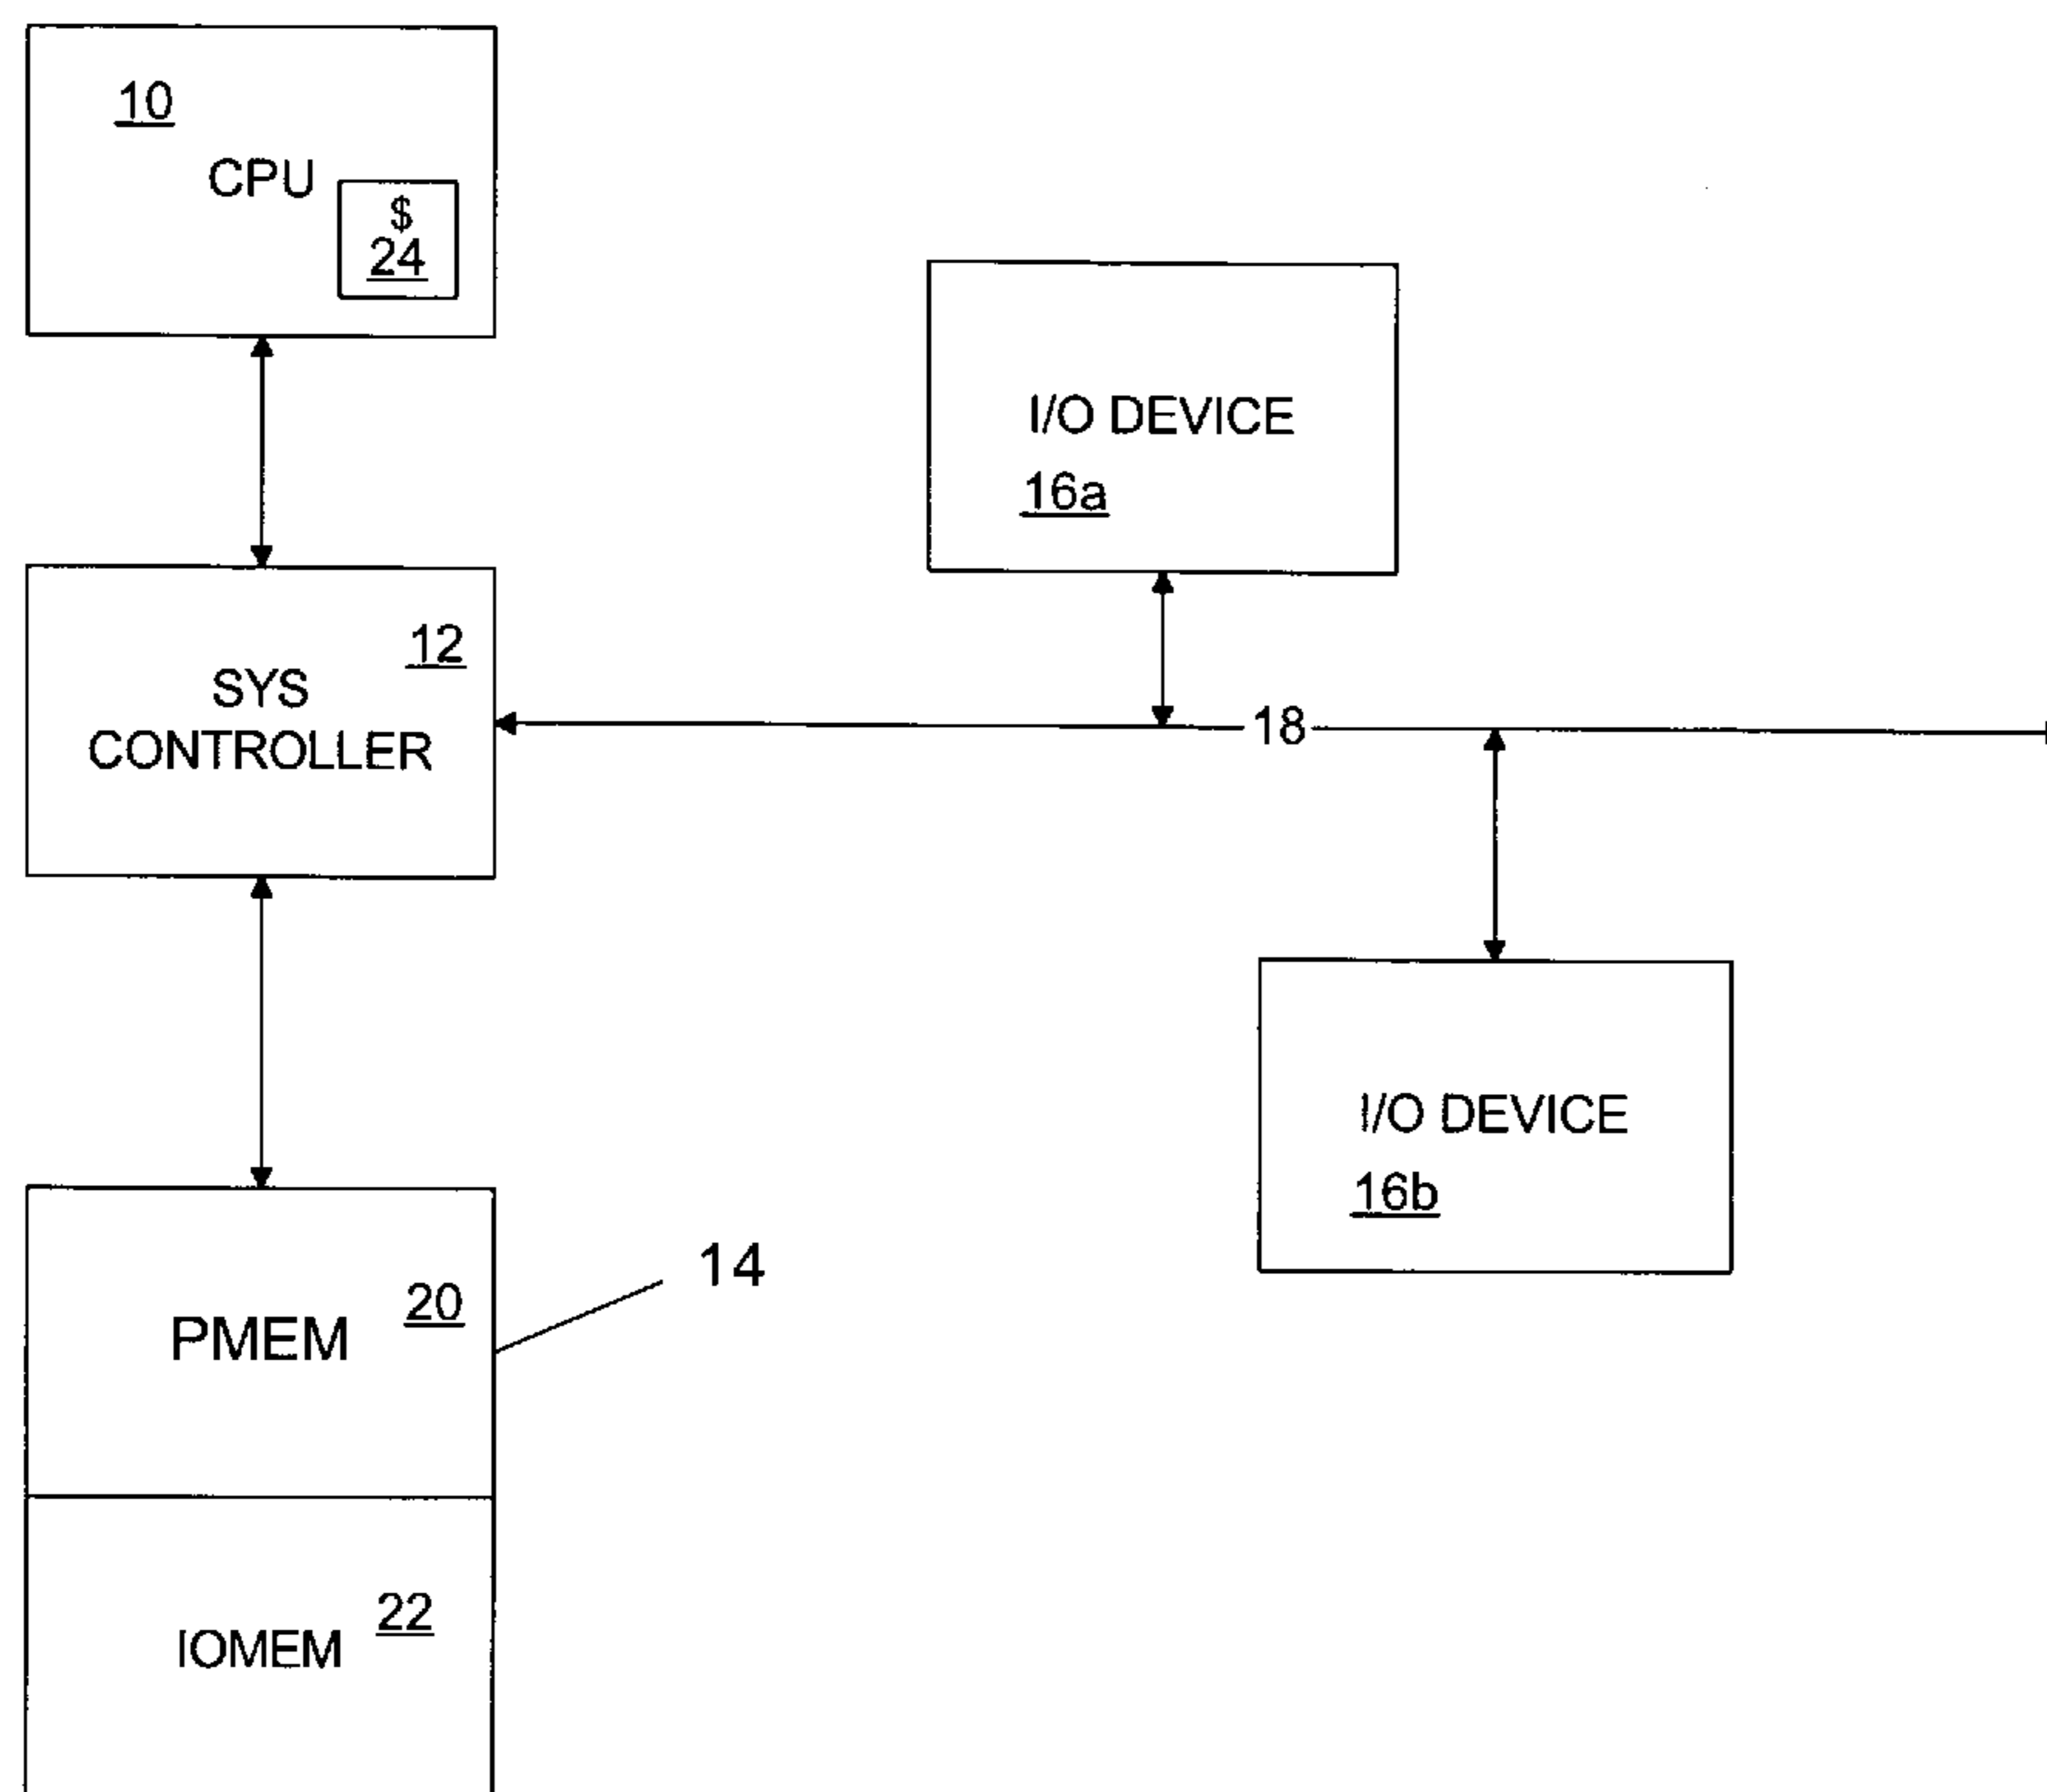 10
CPU
$
24
I/O DEVICE
16a
12
SYS
CONTROLLER
18
I/O DEVICE
16b
14
20
PMEM
22
IOMEM